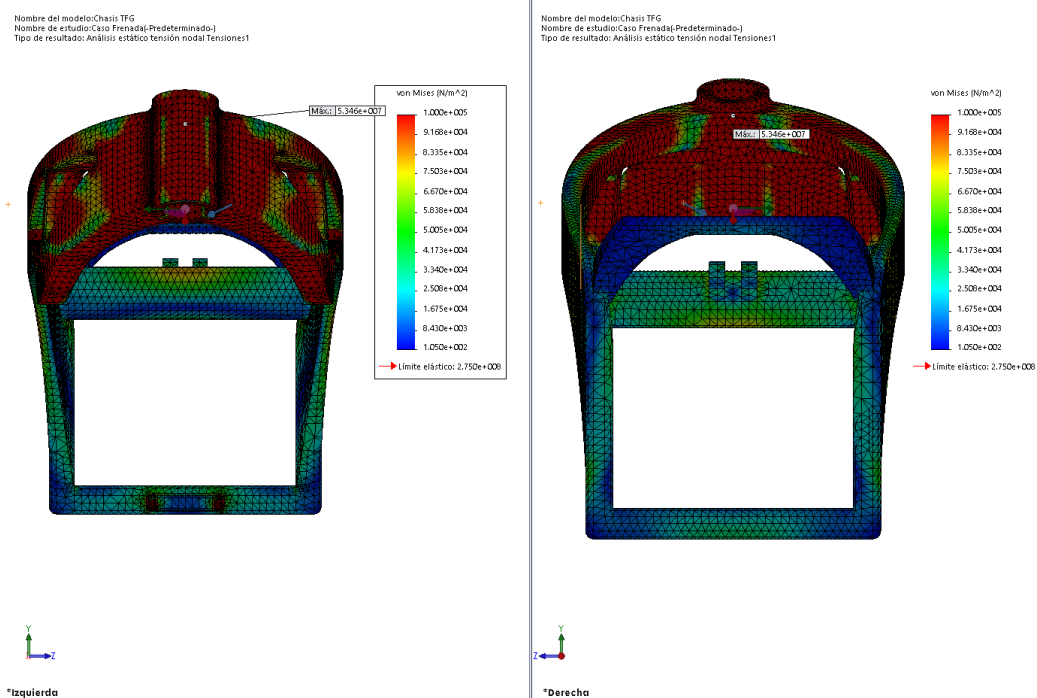 Nombre del modelo:Chasis TFG
Nombre de estudio:Caso Frenada(-Predeterminado-)
Tipo de resultado: Análisis estático tensión nodal Tensiones1
Máx.: 5.346e+007
von Mises (N/m^2)
1.000e+005
9.168e+004
8.335e+004
7.503e+004
6.670e+004
5.838e+004
5.005e+004
4.173e+004
3.340e+004
2.508e+004
1.675e+004
8.430e+003
1.050e+002
Límite elástico: 2.750e+008
Y
Z
*Izquierda
Nombre del modelo:Chasis TFG
Nombre de estudio:Caso Frenada(-Predeterminado-)
Tipo de resultado: Análisis estático tensión nodal Tensiones1
Máx.: 5.346e+007
von Mises (N/m^2)
1.000e+005
9.168e+004
8.335e+004
7.503e+004
6.670e+004
5.838e+004
5.005e+004
4.173e+004
3.340e+004
2.508e+004
1.675e+004
8.430e+003
1.050e+002
Límite elástico: 2.750e+008
Y
Z
*Derecha